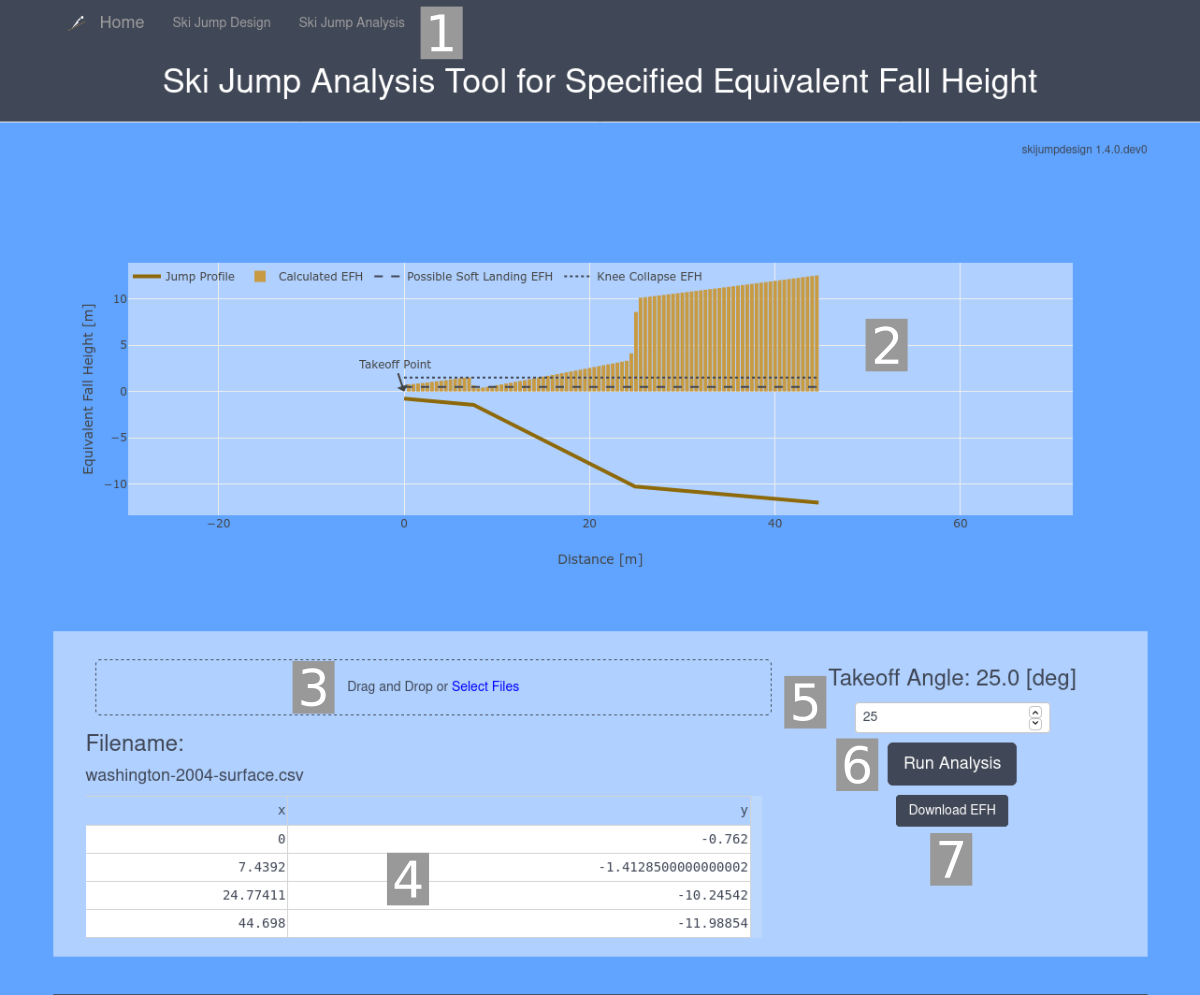 Home Ski Jump Design Ski Jump Analysis 1
Ski Jump Analysis Tool for Specified Equivalent Fall Height
skijumpdesign 1.4.0.dev0
Jump Profile Calculated EFH Possible Soft Landing EFH Knee Collapse EFH
Equivalent Fall Height [m]
10
5
0
−5
−10
Takeoff Point
2
−20 0 20 40 60
Distance [m]
3 Drag and Drop or Select Files
Filename:
washington-2004-surface.csv
x y
0 -0.762
7.4392 -1.4128500000000002
24.77411 -10.24542
44.698 -11.98854
4
5 Takeoff Angle: 25.0 [deg]
25
6 Run Analysis
Download EFH
7